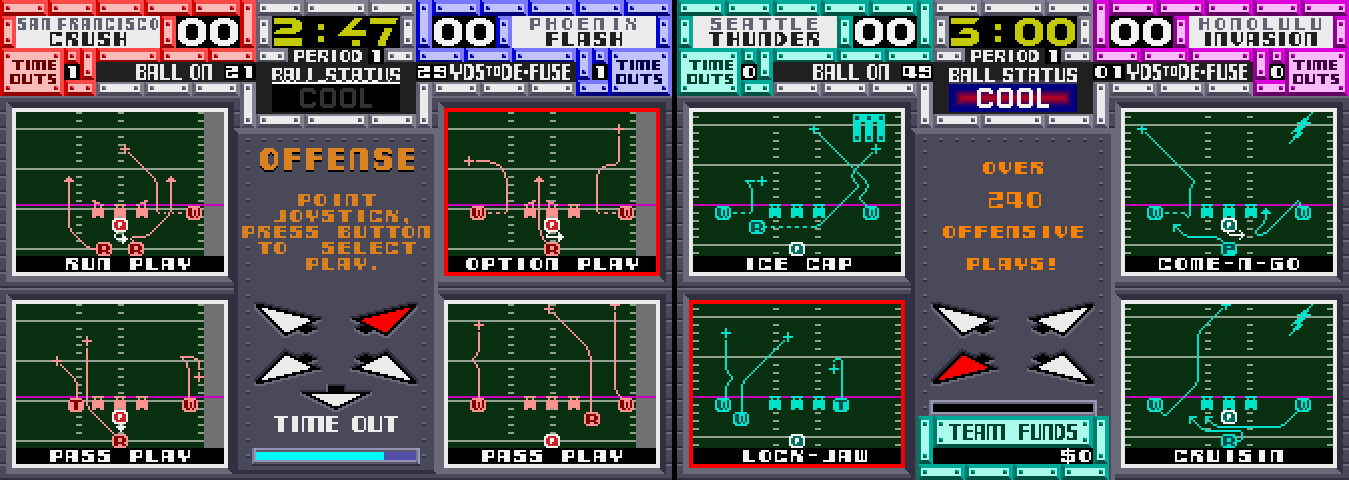 SAN FRANCISCO
CRUSH
00
2:47
00
PHOENIX
FLASH
PERIOD 1
TIME
OUTS
1
BALL ON 21
BALL STATUS
29 YDS TO DE-FUSE
1
TIME
OUTS
COOL
OFFENSE
POINT
JOYSTICK,
PRESS BUTTON
TO SELECT
PLAY.
W
R
R
RUN PLAY
W
W
R
OPTION PLAY
T
W
R
PASS PLAY
W
W
R
PASS PLAY
TIME OUT
SEATTLE
THUNDER
00
3:00
00
HONOLULU
INVASION
PERIOD 1
TIME
OUTS
0
BALL ON 49
BALL STATUS
01 YDS TO DE-FUSE
0
TIME
OUTS
COOL
OVER
240
OFFENSIVE
PLAYS!
W
W
R
ICE CAP
W
W
R
COME-N-GO
W
W
T
LOCK-JAW
W
W
R
CRUISIN
TEAM FUNDS
$0